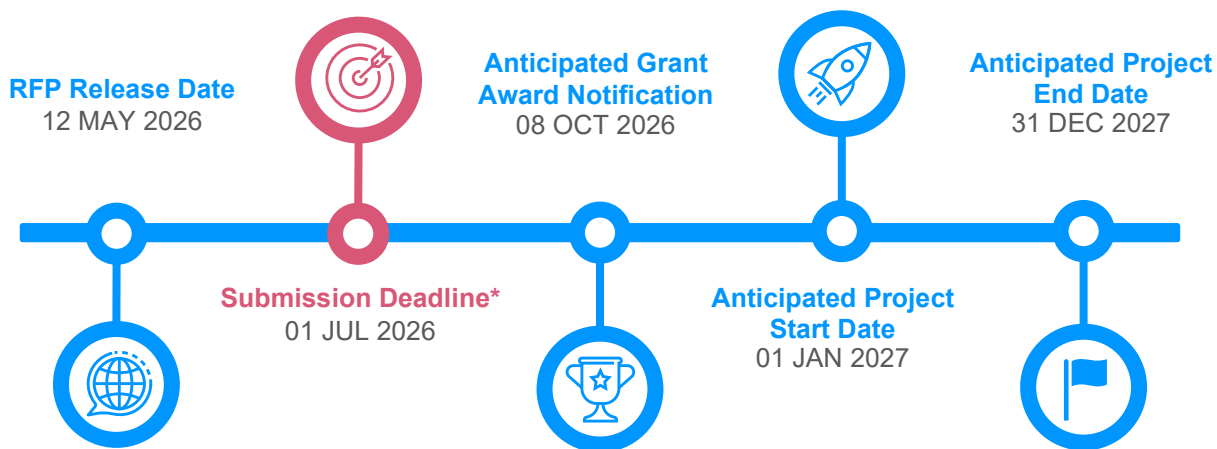 RFP Release Date
12 MAY 2026
Submission Deadline*
01 JUL 2026
Anticipated Grant
Award Notification
08 OCT 2026
Anticipated Project
Start Date
01 JAN 2027
Anticipated Project
End Date
31 DEC 2027